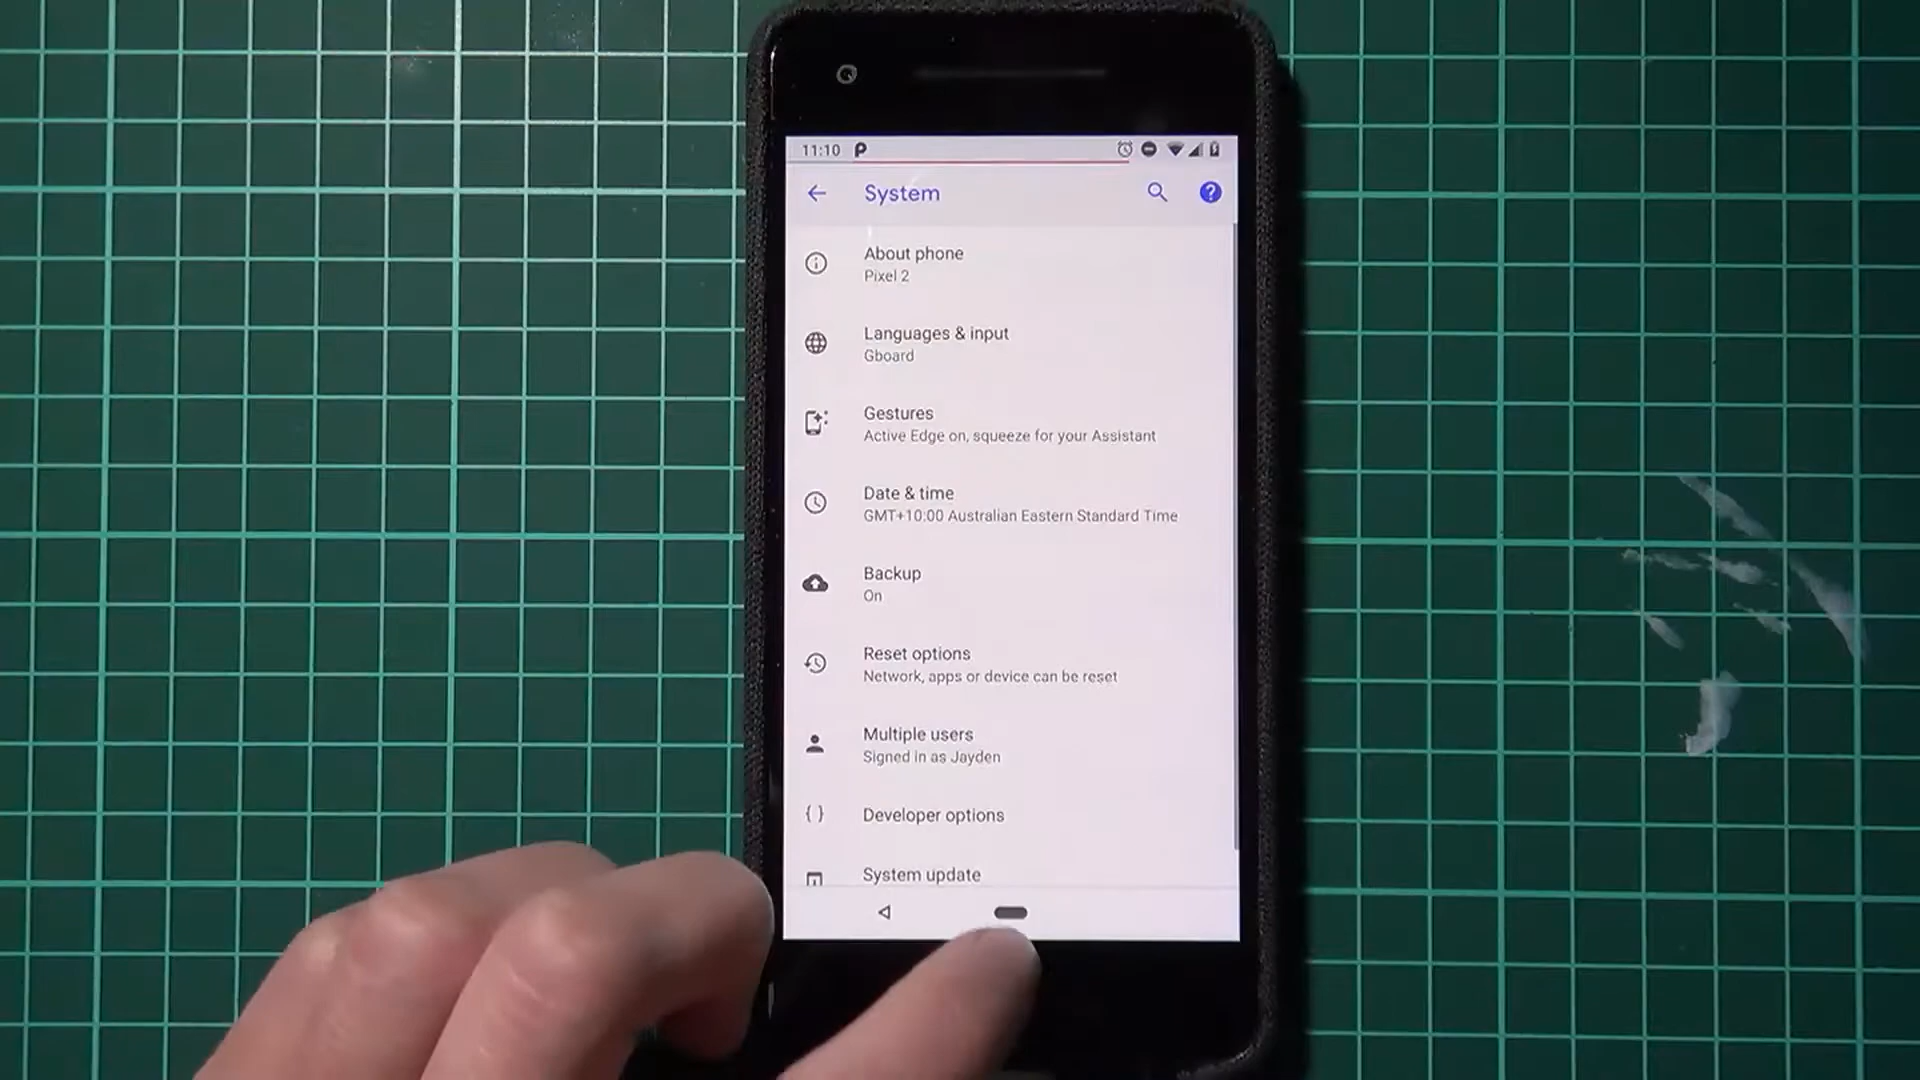 11:10
System
About phone
Pixel 2
Languages & input
Gboard
Gestures
Active Edge on, squeeze for your Assistant
Date & time
GMT+10:00 Australian Eastern Standard Time
Backup
On
Reset options
Network, apps or device can be reset
Multiple users
Signed in as Jayden
Developer options
System update